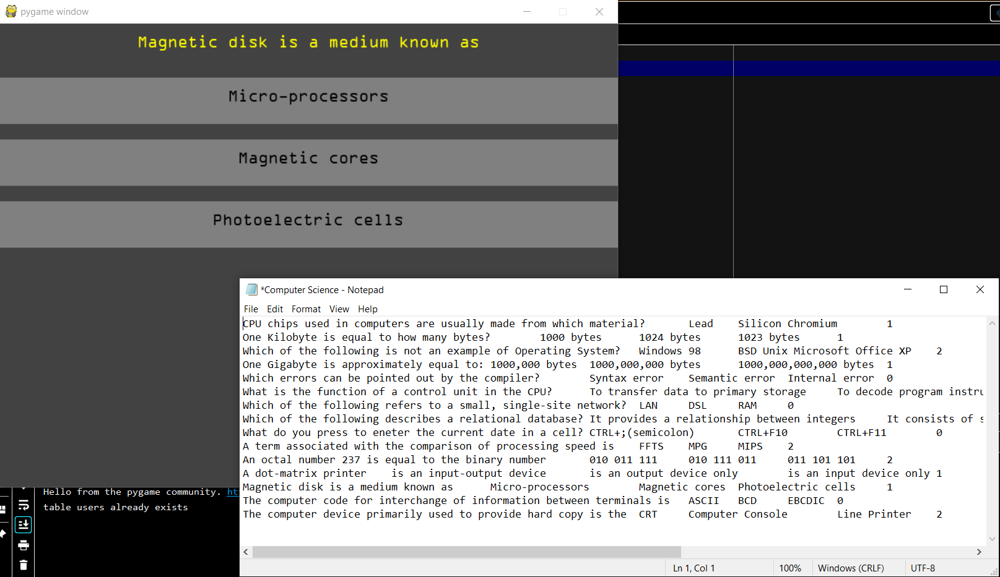 pygame window
Magnetic disk is a medium known as
Micro-processors
Magnetic cores
Photoelectric cells
*Computer Science - Notepad
File Edit Format View Help
CPU chips used in computers are usually made from which material? Lead Silicon Chromium 1
One Kilobyte is equal to how many bytes? 1000 bytes 1024 bytes 1023 bytes 1
Which of the following is not an example of Operating System? Windows 98 BSD Unix Microsoft Office XP 2
One Gigabyte is approximately equal to: 1000,000 bytes 1000,000,000 bytes 1000,000,000,000 bytes 1
Which errors can be pointed out by the compiler? Syntax error Semantic error Internal error 0
What is the function of a control unit in the CPU? To transfer data to primary storage To decode program instru
Which of the following refers to a small, single-site network? LAN DSL RAM 0
Which of the following describes a relational database? It provides a relationship between integers It consists of s
What do you press to eneter the current date in a cell? CTRL+;(semicolon) CTRL+F10 CTRL+F11 0
A term associated with the comparison of processing speed is FFTS MPG MIPS 2
An octal number 237 is equal to the binary number 010 011 111 010 111 011 011 101 101 2
A dot-matrix printer is an input-output device is an output device only is an input device only 1
Magnetic disk is a medium known as Micro-processors Magnetic cores Photoelectric cells 1
The computer code for interchange of information between terminals is ASCII BCD EBCDIC 0
The computer device primarily used to provide hard copy is the CRT Computer Console Line Printer 2
Hello from the pygame community. ht
table users already exists
Ln 1, Col 1 100% Windows (CRLF) UTF-8